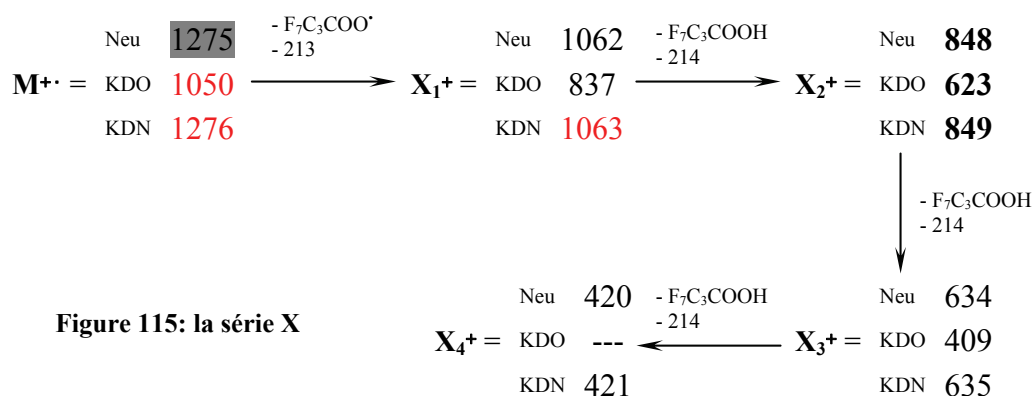 M⁺· = Neu 1275
KDO 1050
KDN 1276
- F₇C₃COO•
- 213
X₁⁺ = Neu 1062
KDO 837
KDN 1063
- F₇C₃COOH
- 214
X₂⁺ = Neu 848
KDO 623
KDN 849
- F₇C₃COOH
- 214
X₃⁺ = Neu 634
KDO 409
KDN 635
- F₇C₃COOH
- 214
X₄⁺ = Neu 420
KDO ---
KDN 421
Figure 115: la série X